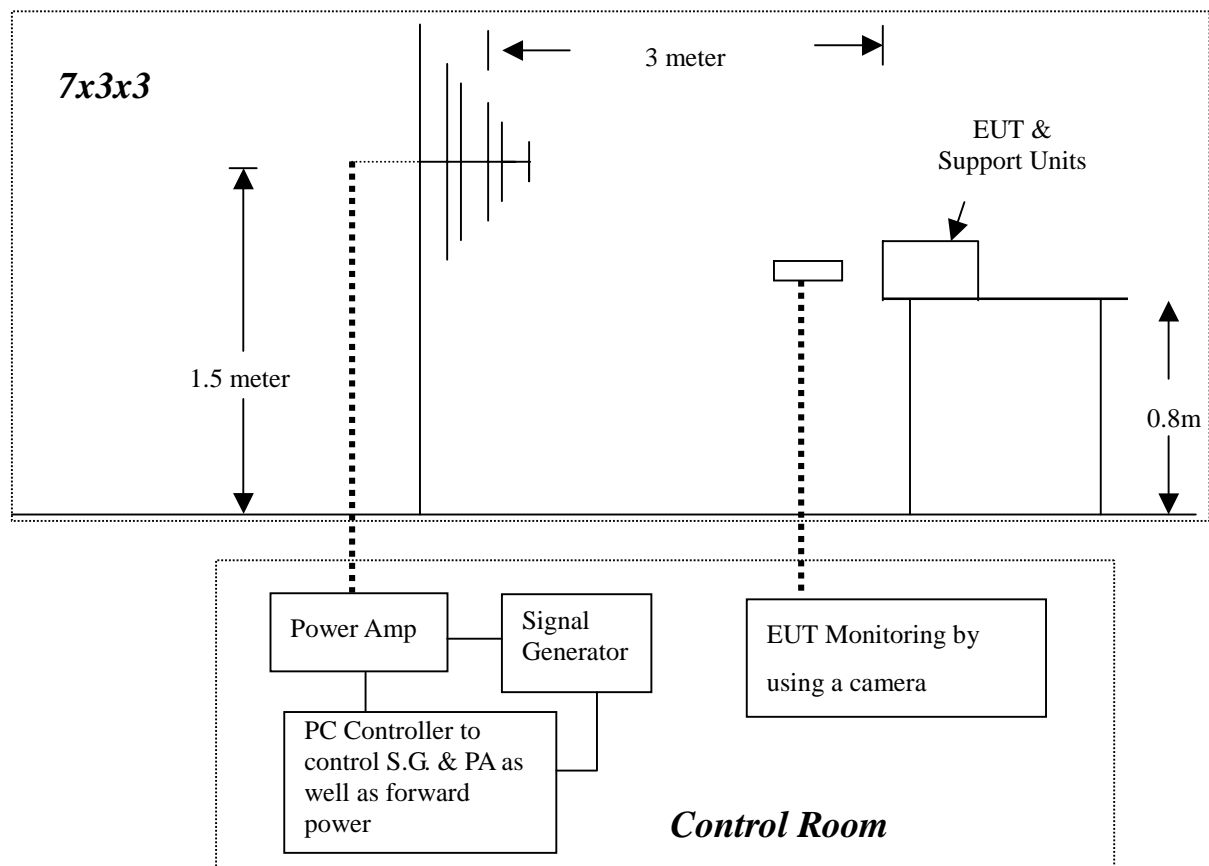 7x3x3
3 meter
EUT &
Support Units
1.5 meter
0.8m
Power Amp
Signal
Generator
EUT Monitoring by
using a camera
PC Controller to
control S.G. & PA as
well as forward
power
Control Room